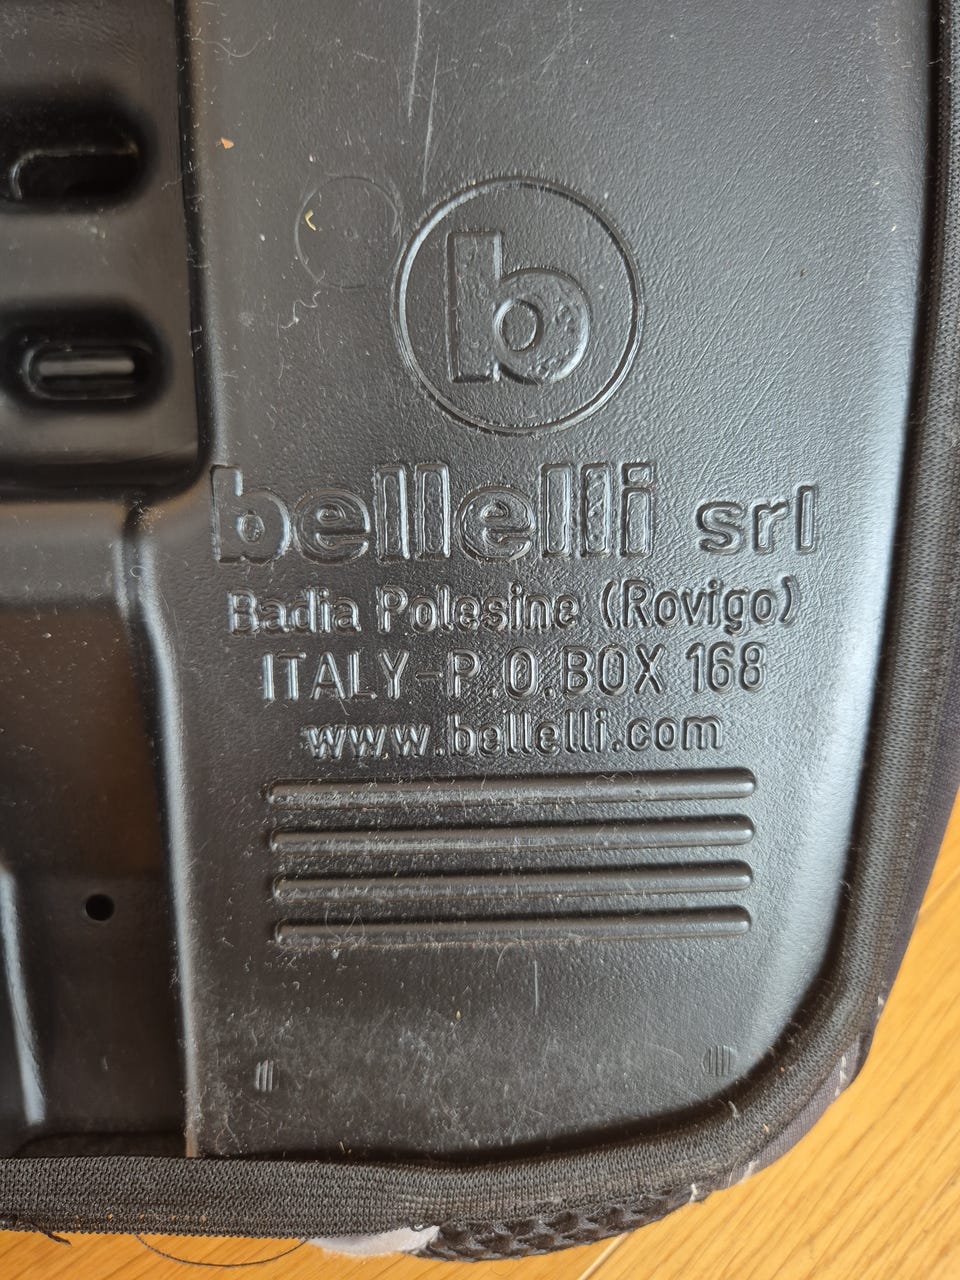 b
bellelli srl
Badia Polesine (Rovigo)
ITALY-P.O.BOX 168
www.bellelli.com